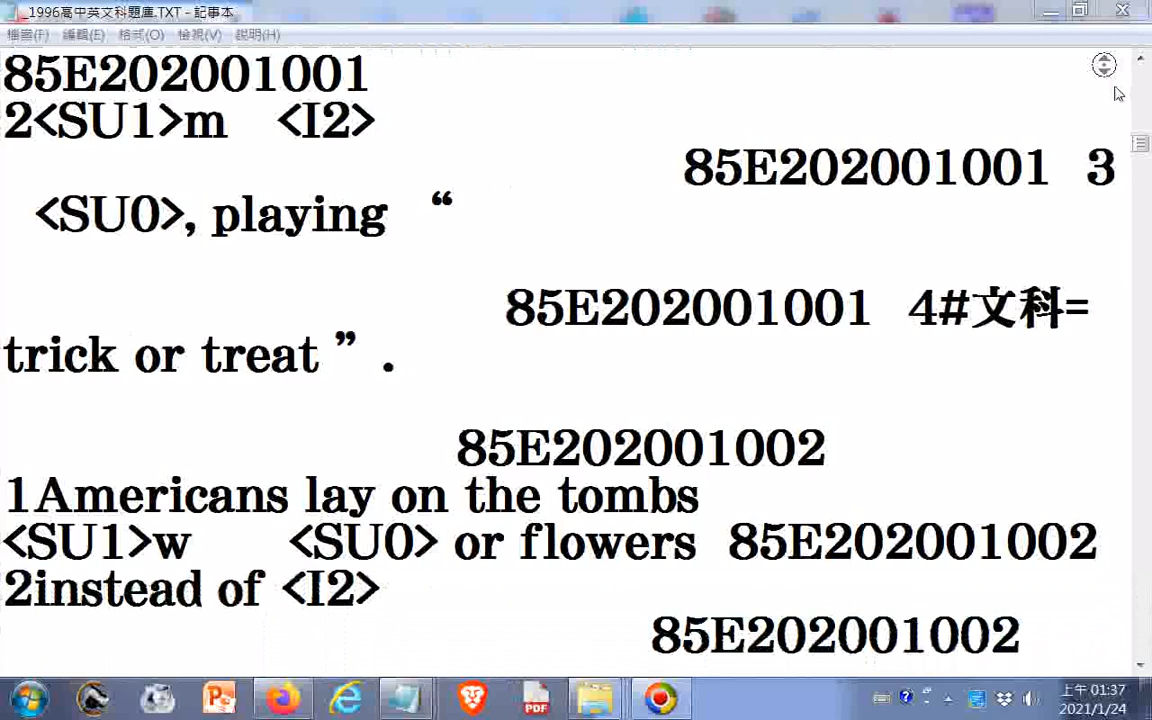 _1996高中英文科題庫.TXT - 記事本
檔案(F) 編輯(E) 格式(O) 檢視(V) 說明(H)
85E202001001
2<SU1>m <I2>
85E202001001 3
<SU0>, playing “
85E202001001 4#文科=
trick or treat ” .
85E202001002
1Americans lay on the tombs
<SU1>w <SU0> or flowers 85E202001002
2instead of <I2>
85E202001002
PDF
上午 01:37
2021/1/24